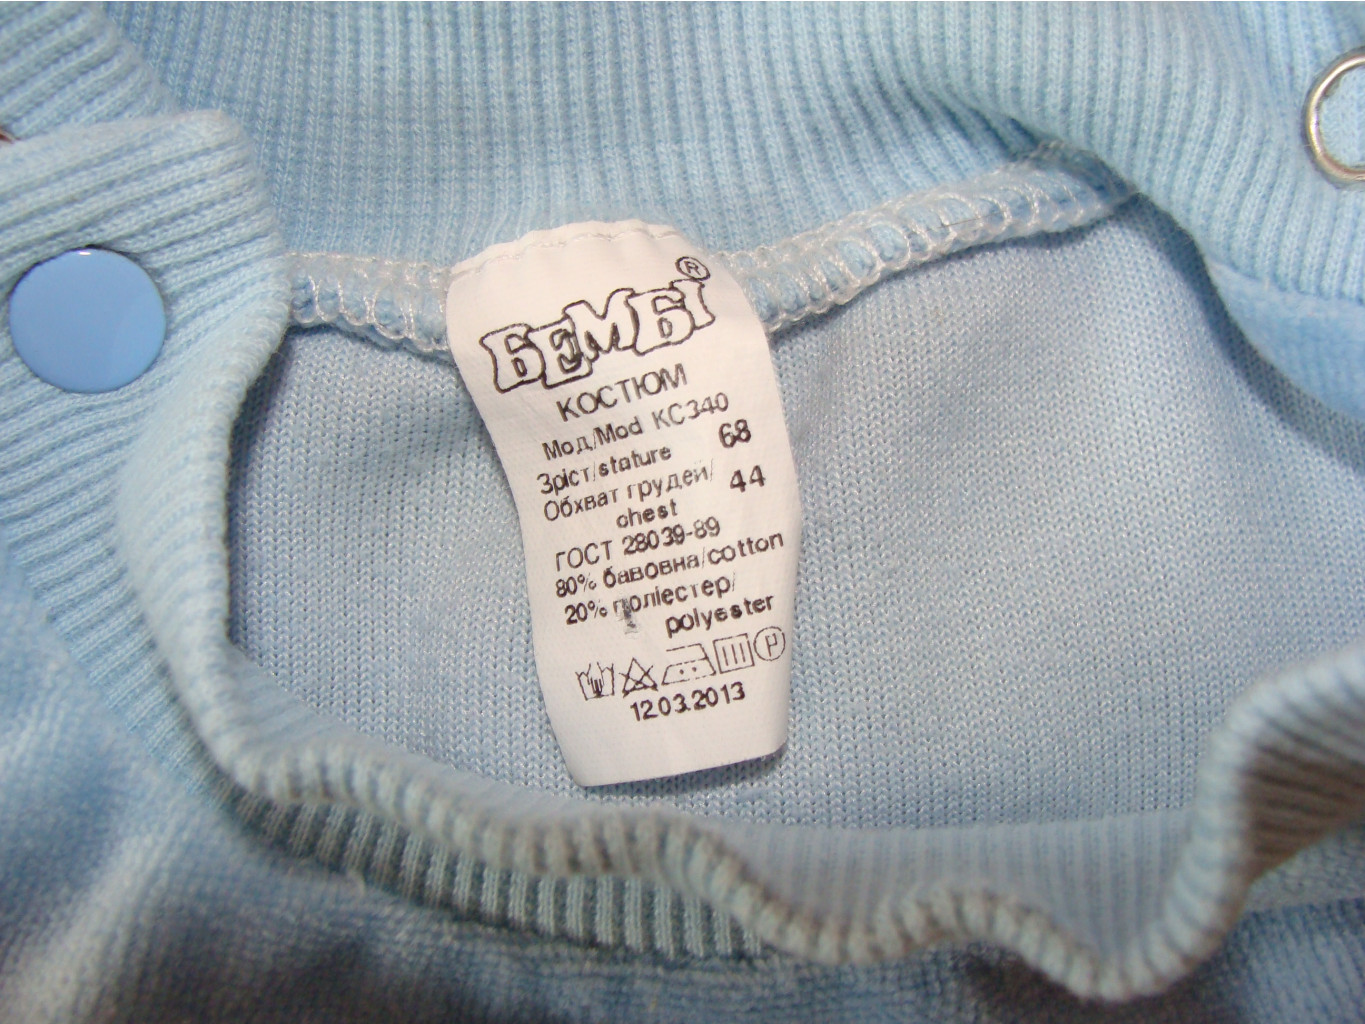 БЕМБІ®
КОСТЮМ
Мод/Mod КС340
Зріст/stature 68
Обхват грудей/ 44
chest
ГОСТ 28039-89
80% бавовна/cotton
20% поліестер/
polyester
P
12.03.2013